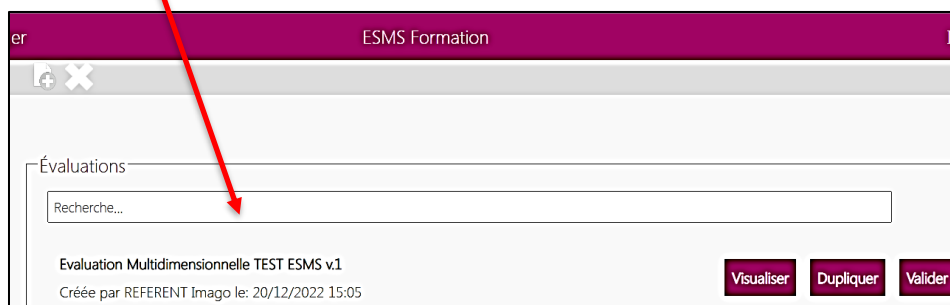 er ESMS Formation
Évaluations
Recherche...
Evaluation Multidimensionnelle TEST ESMS v.1
Créée par REFERENT Imago le: 20/12/2022 15:05
Visualiser Dupliquer Valider